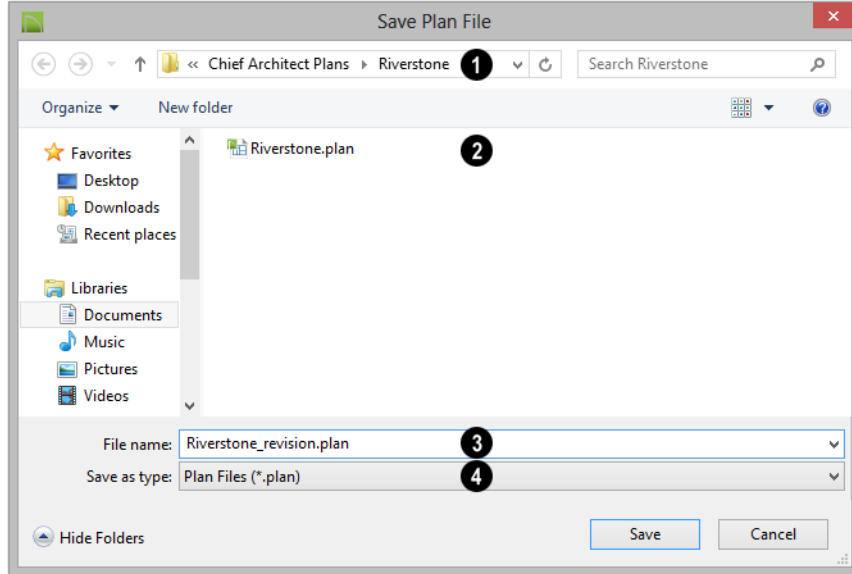 Save Plan File
×
« Chief Architect Plans Riverstone 1 Search Riverstone
Organize New folder
Favorites
Desktop
Downloads
Recent places
Libraries
Documents
Music
Pictures
Videos
Riverstone.plan 2
File name: Riverstone_revision.plan 3
Save as type: Plan Files (*.plan) 4
Hide Folders Save Cancel